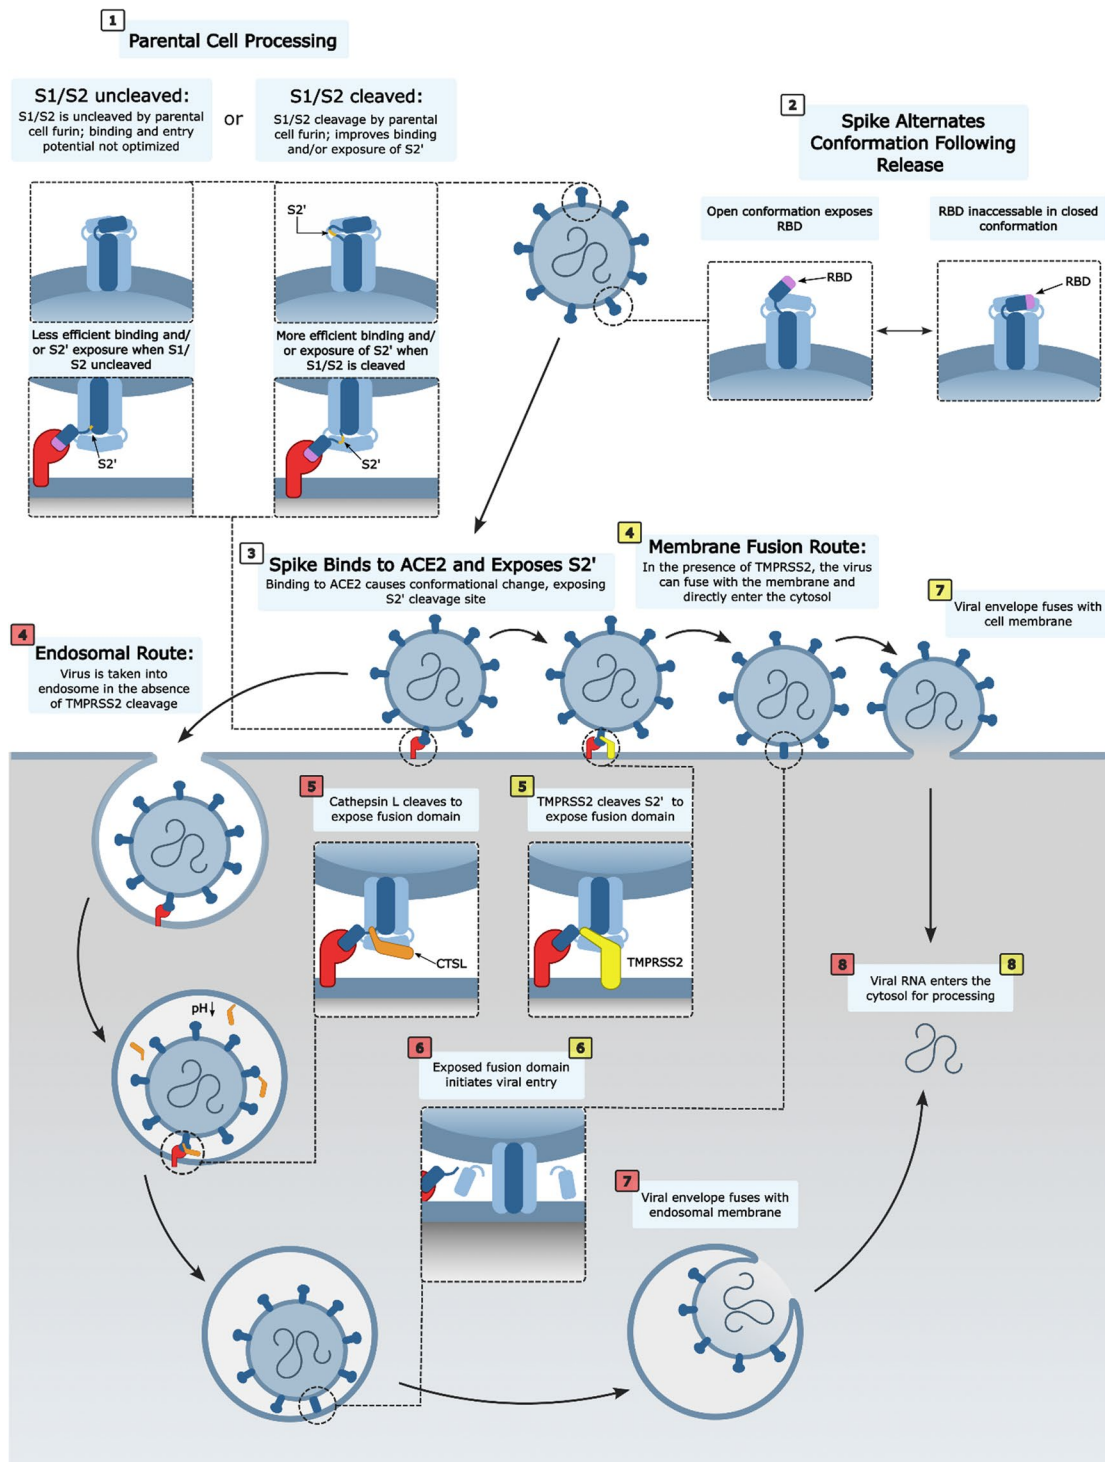 1
Parental Cell Processing
S1/S2 uncleaved:
S1/S2 is uncleaved by parental
cell furin; binding and entry
potential not optimized
or
S1/S2 cleaved:
S1/S2 cleavage by parental
cell furin; improves binding
and/or exposure of S2'
2
Spike Alternates
Conformation Following
Release
Open conformation exposes
RBD
RBD inaccessable in closed
conformation
S2'
RBD
RBD
Less efficient binding and/
or S2' exposure when S1/
S2 uncleaved
More efficient binding and/
or exposure of S2' when
S1/S2 is cleaved
S2'
S2'
3
Spike Binds to ACE2 and Exposes S2'
Binding to ACE2 causes conformational change, exposing
S2' cleavage site
4
Membrane Fusion Route:
In the presence of TMPRSS2, the virus
can fuse with the membrane and
directly enter the cytosol
7
Viral envelope fuses with
cell membrane
4
Endosomal Route:
Virus is taken into
endosome in the absence
of TMPRSS2 cleavage
5
Cathepsin L cleaves to
expose fusion domain
5
TMPRSS2 cleaves S2' to
expose fusion domain
CTSL
TMPRSS2
8
8
Viral RNA enters the
cytosol for processing
pH↓
6
6
Exposed fusion domain
initiates viral entry
7
Viral envelope fuses with
endosomal membrane